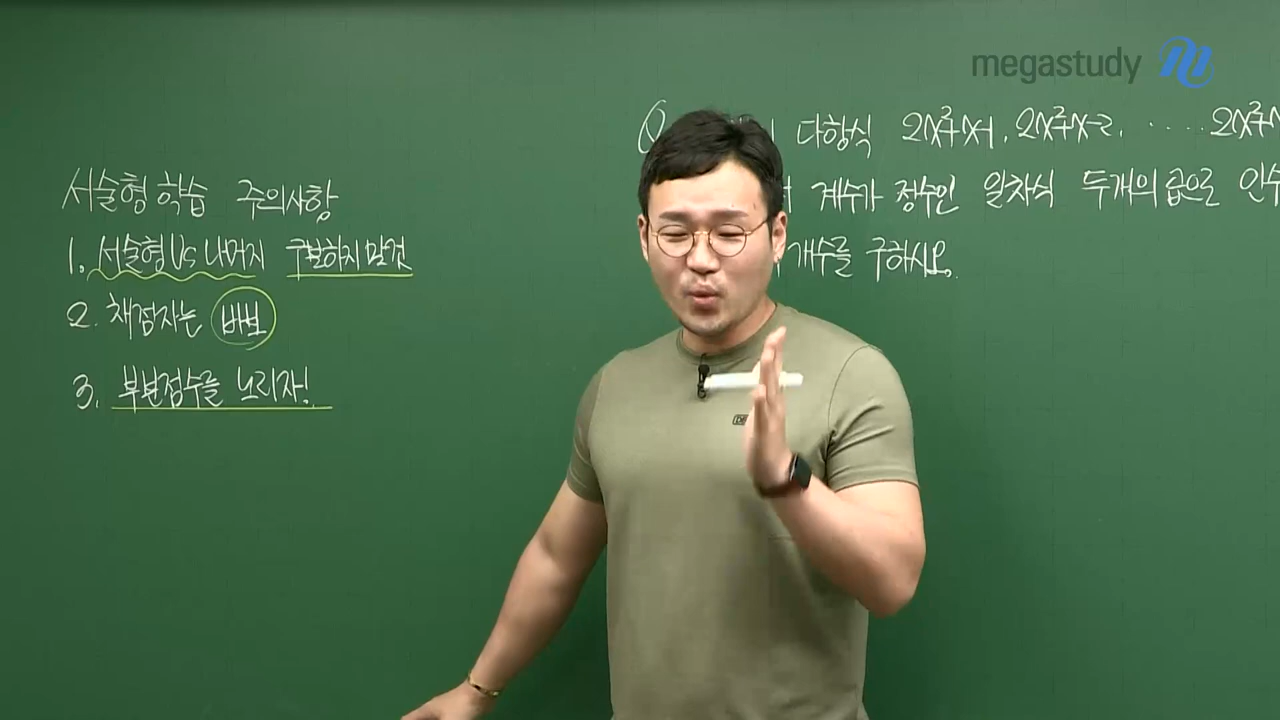 megastudy
서술형 학습 주의사항
1. 서술형 vs 나머지 구분하지 말것
2. 채점자는 바보
3. 부분점수를 노리자!
Q 다항식 2x²+x-1, 2x²+x-2, ····· 2x²+x
계수가 정수인 일차식 두개의 곱으로 인수
개수를 구하시오.